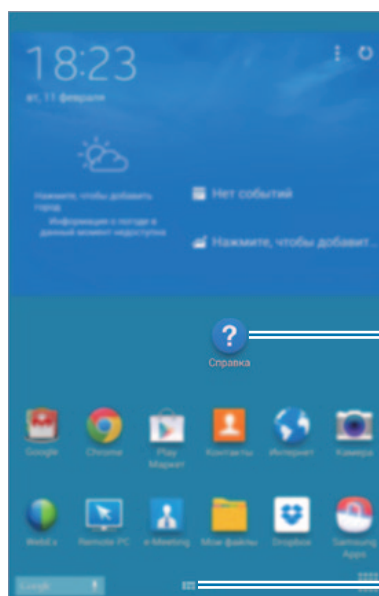 18:23
вт, 11 февраля
Нажмите, чтобы добавить
город
Информация о погоде в
данный момент недоступна
Нет событий
Нажмите, чтобы добавит...
?
Справка
Google
Chrome
Play
Маркет
Контакты
Интернет
Камера
WebEx
Remote PC
e-Meeting
Мои файлы
Dropbox
Samsung
Apps
Google